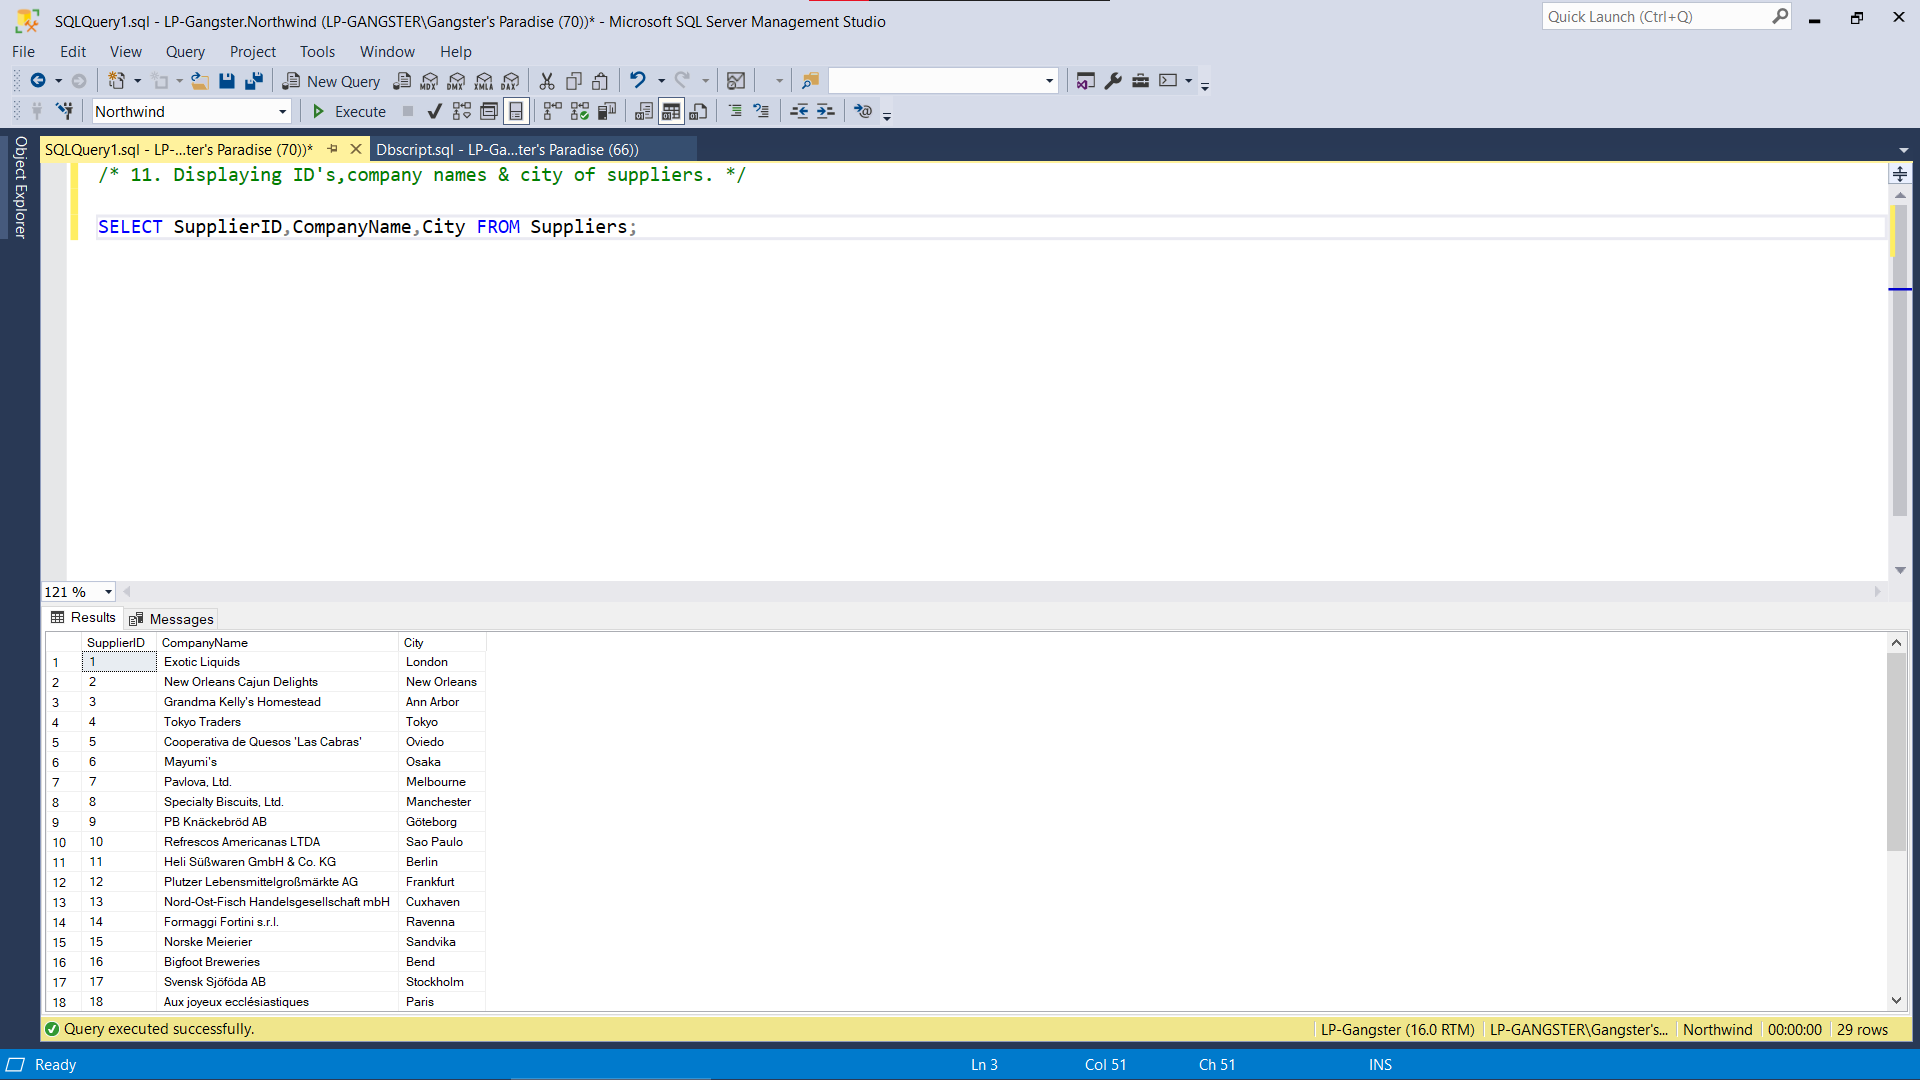 SQLQuery1.sql - LP-Gangster.Northwind (LP-GANGSTER\Gangster's Paradise (70))* - Microsoft SQL Server Management Studio
Quick Launch (Ctrl+Q)
File Edit View Query Project Tools Window Help
New Query MDX DMX XMLA DAX
Northwind Execute
Object Explorer
SQLQuery1.sql - LP-...ter's Paradise (70))* Dbscript.sql - LP-Ga...ter's Paradise (66))
/* 11. Displaying ID's,company names & city of suppliers. */
SELECT SupplierID,CompanyName,City FROM Suppliers;
121 %
Results Messages
SupplierID CompanyName City
1 1 Exotic Liquids London
2 2 New Orleans Cajun Delights New Orleans
3 3 Grandma Kelly's Homestead Ann Arbor
4 4 Tokyo Traders Tokyo
5 5 Cooperativa de Quesos 'Las Cabras' Oviedo
6 6 Mayumi's Osaka
7 7 Pavlova, Ltd. Melbourne
8 8 Specialty Biscuits, Ltd. Manchester
9 9 PB Knäckebröd AB Göteborg
10 10 Refrescos Americanas LTDA Sao Paulo
11 11 Heli Süßwaren GmbH & Co. KG Berlin
12 12 Plutzer Lebensmittelgroßmärkte AG Frankfurt
13 13 Nord-Ost-Fisch Handelsgesellschaft mbH Cuxhaven
14 14 Formaggi Fortini s.r.l. Ravenna
15 15 Norske Meierier Sandvika
16 16 Bigfoot Breweries Bend
17 17 Svensk Sjöföda AB Stockholm
18 18 Aux joyeux ecclésiastiques Paris
Query executed successfully. LP-Gangster (16.0 RTM) LP-GANGSTER\Gangster's... Northwind 00:00:00 29 rows
Ready Ln 3 Col 51 Ch 51 INS